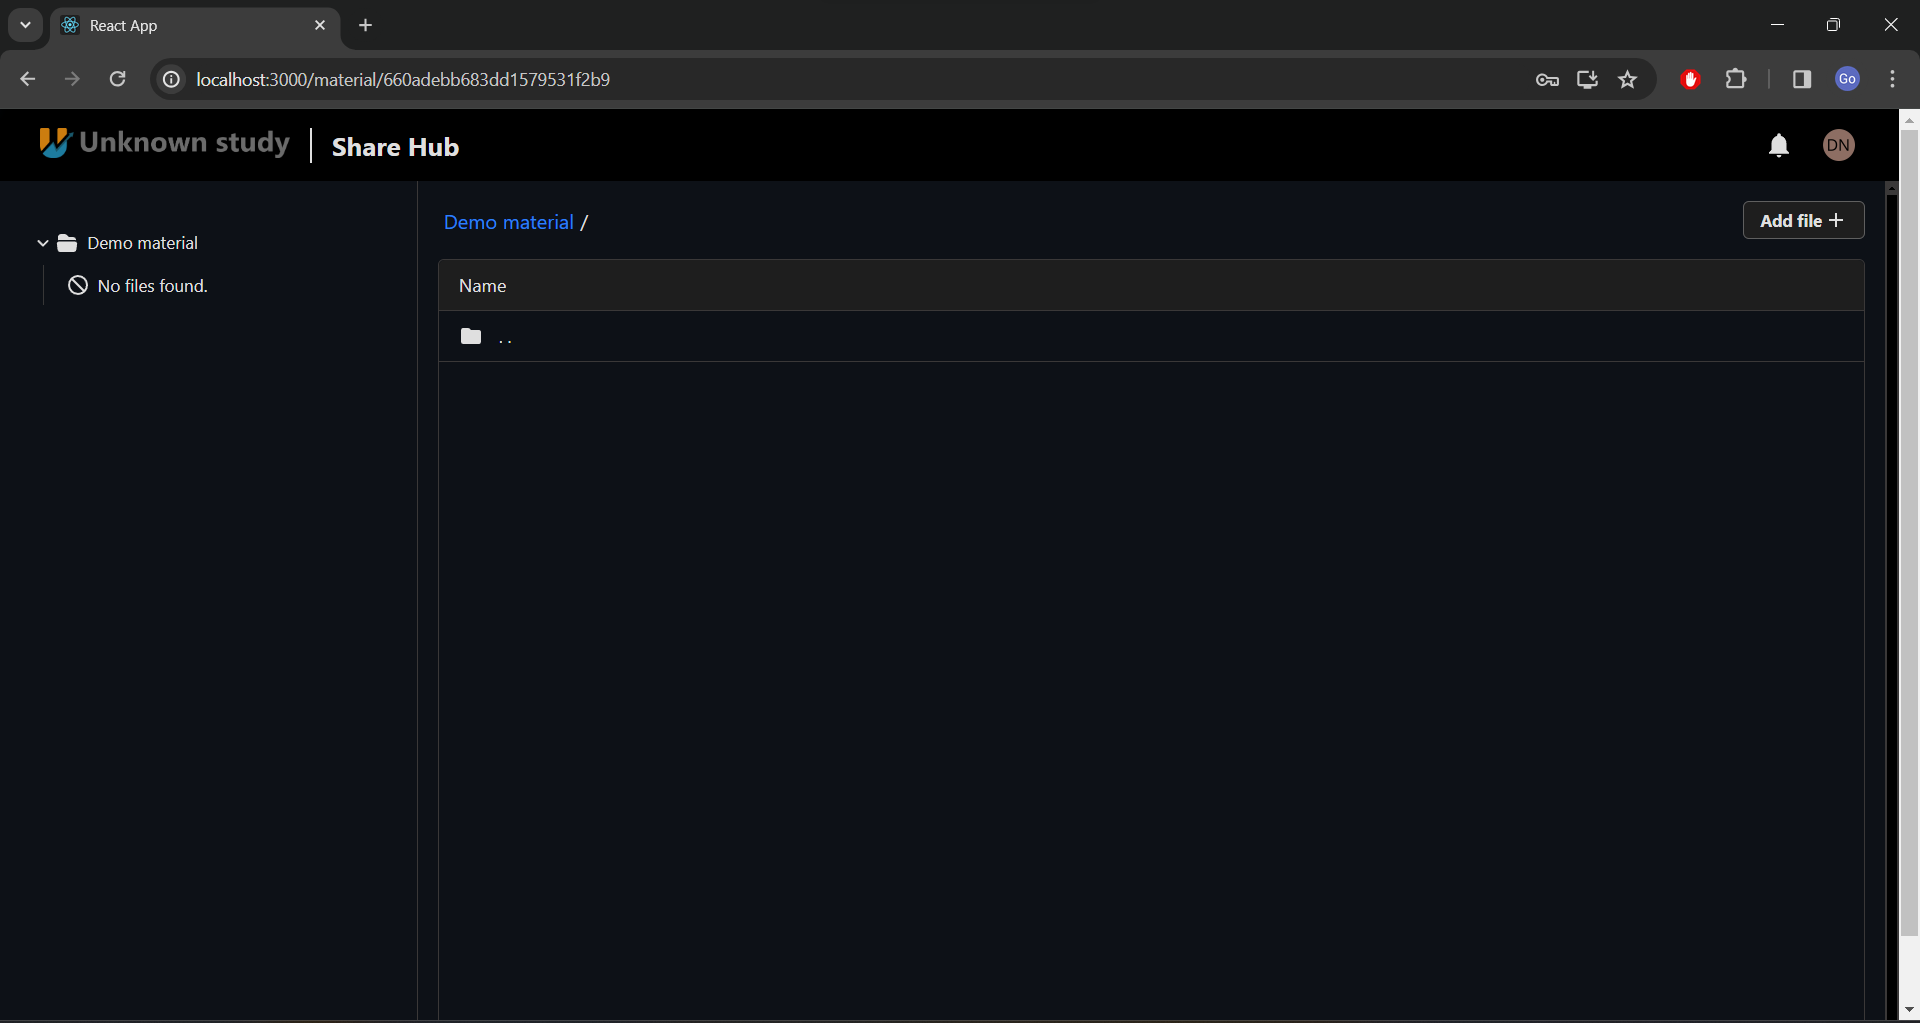 React App
localhost:3000/material/660adebb683dd1579531f2b9
Go
Unknown study
Share Hub
DN
Demo material /
Add file +
Demo material
No files found.
Name
..